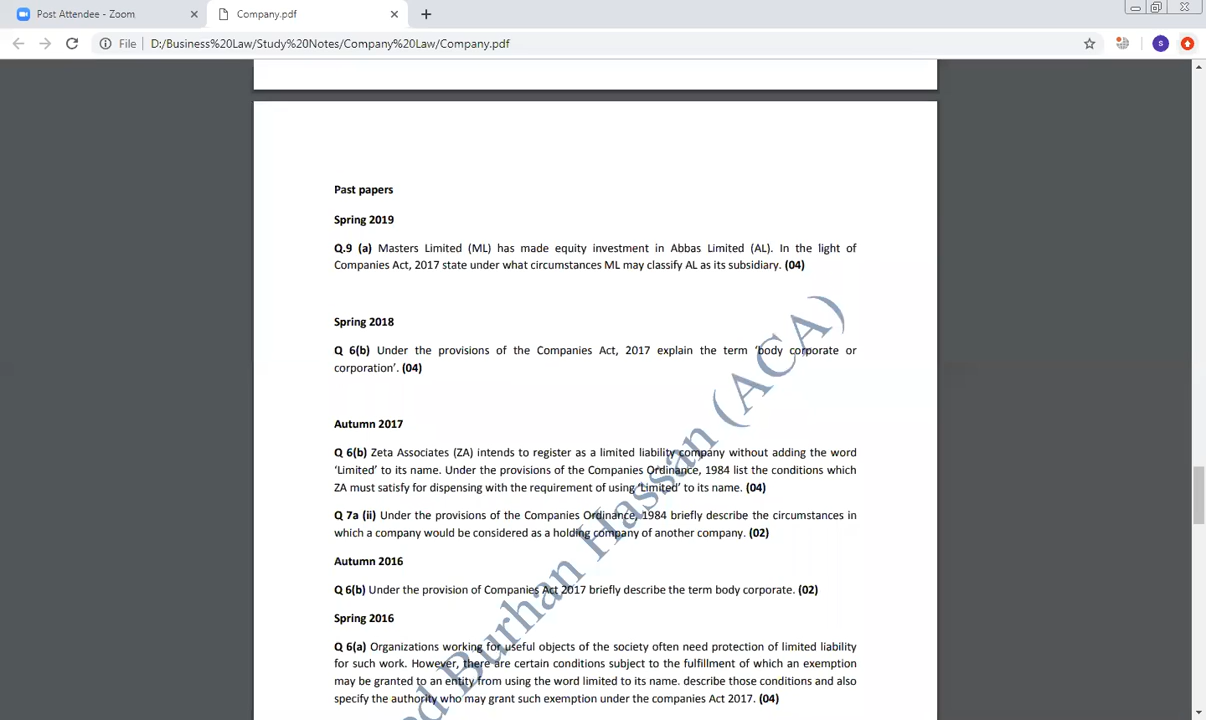 Post Attendee - Zoom
Company.pdf
File
D:/Business%20Law/Study%20Notes/Company%20Law/Company.pdf
S
Past papers
Spring 2019
Q.9 (a) Masters Limited (ML) has made equity investment in Abbas Limited (AL). In the light of
Companies Act, 2017 state under what circumstances ML may classify AL as its subsidiary. (04)
Spring 2018
Q 6(b) Under the provisions of the Companies Act, 2017 explain the term 'body corporate or
corporation'. (04)
Autumn 2017
Q 6(b) Zeta Associates (ZA) intends to register as a limited liability company without adding the word
'Limited' to its name. Under the provisions of the Companies Ordinance, 1984 list the conditions which
ZA must satisfy for dispensing with the requirement of using 'Limited' to its name. (04)
Q 7a (ii) Under the provisions of the Companies Ordinance, 1984 briefly describe the circumstances in
which a company would be considered as a holding company of another company. (02)
Autumn 2016
Q 6(b) Under the provision of Companies Act 2017 briefly describe the term body corporate. (02)
Spring 2016
Q 6(a) Organizations working for useful objects of the society often need protection of limited liability
for such work. However, there are certain conditions subject to the fulfillment of which an exemption
may be granted to an entity from using the word limited to its name. describe those conditions and also
specify the authority who may grant such exemption under the companies Act 2017. (04)
Burhan Hassan (ACA)